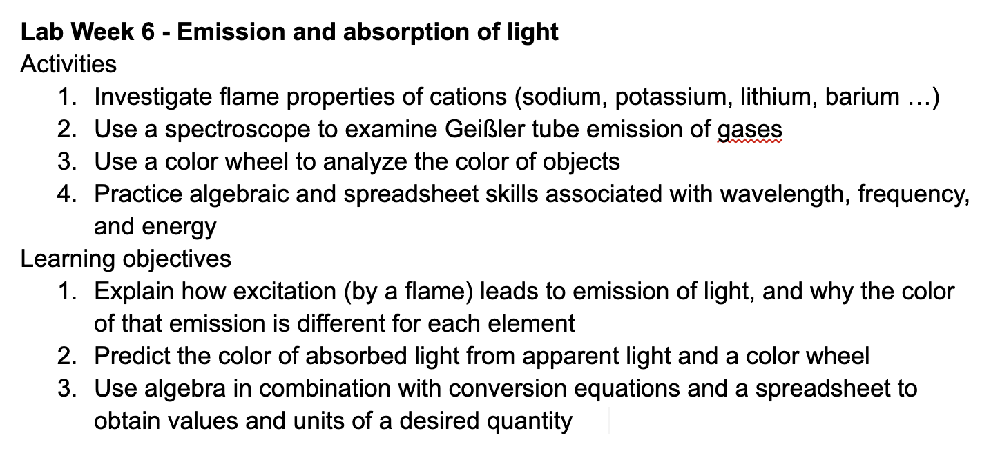 Lab Week 6 - Emission and absorption of light
Activities
1. Investigate flame properties of cations (sodium, potassium, lithium, barium …)
2. Use a spectroscope to examine Geißler tube emission of gases
3. Use a color wheel to analyze the color of objects
4. Practice algebraic and spreadsheet skills associated with wavelength, frequency,
and energy
Learning objectives
1. Explain how excitation (by a flame) leads to emission of light, and why the color
of that emission is different for each element
2. Predict the color of absorbed light from apparent light and a color wheel
3. Use algebra in combination with conversion equations and a spreadsheet to
obtain values and units of a desired quantity